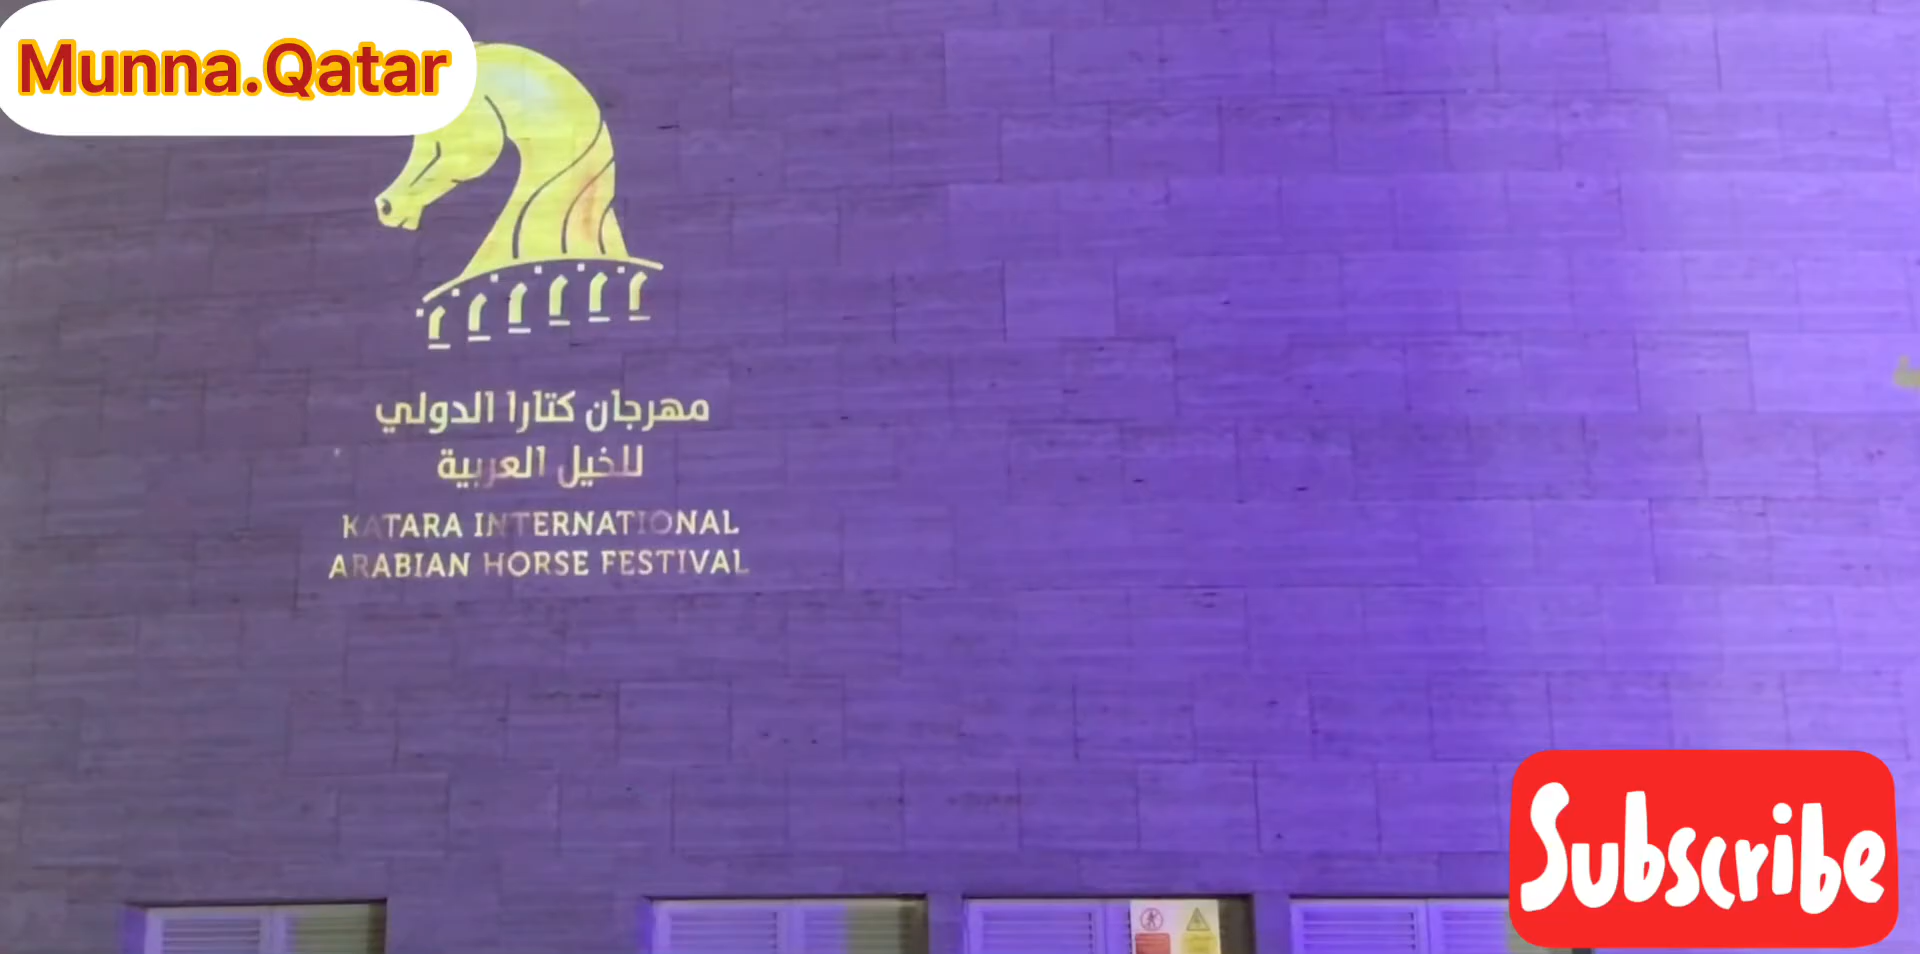 Munna.Qatar
مهرجان كتارا الدولي
للخيل العربية
KATARA INTERNATIONAL
ARABIAN HORSE FESTIVAL
Subscribe